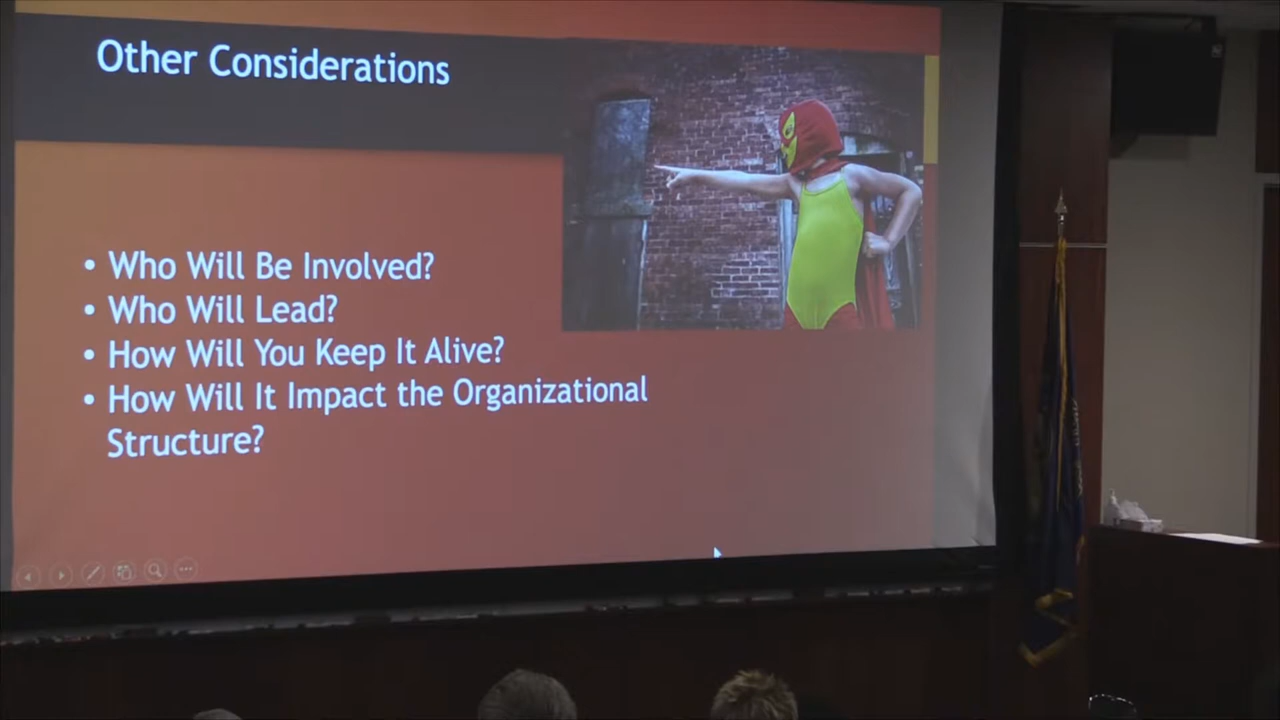 Other Considerations
• Who Will Be Involved?
• Who Will Lead?
• How Will You Keep It Alive?
• How Will It Impact the Organizational
Structure?